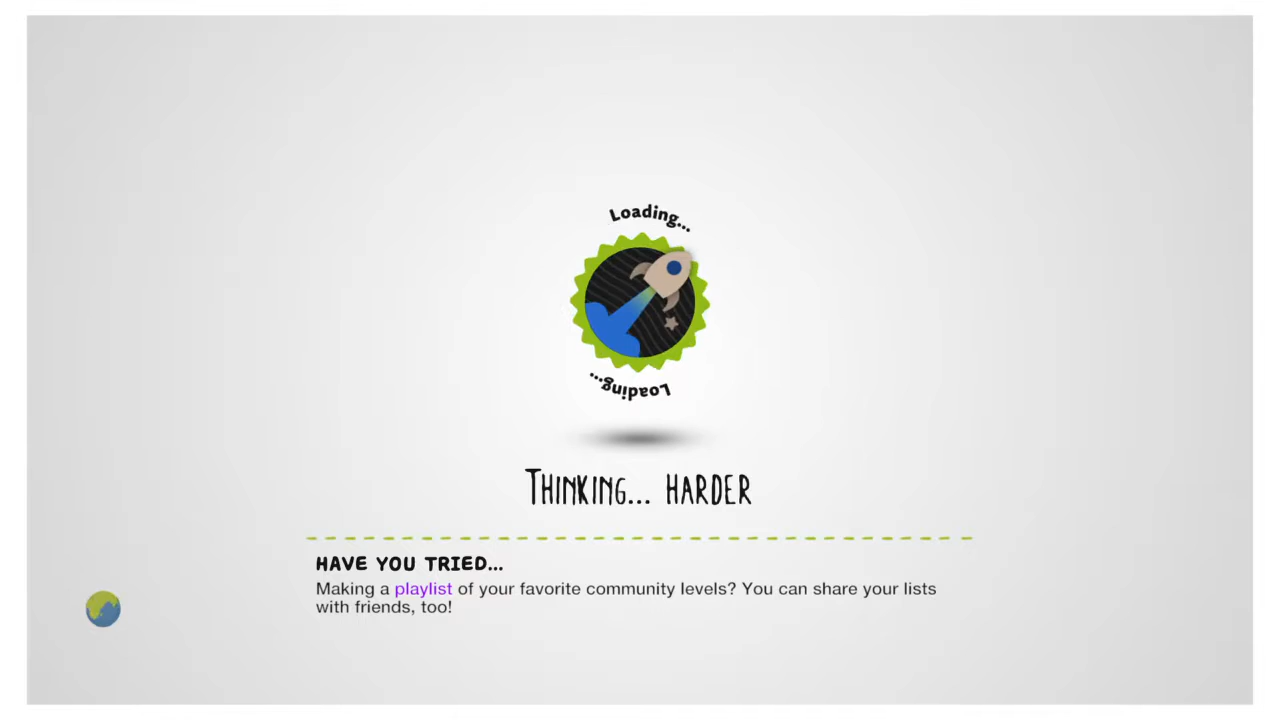 Loading...
Loading...
THINKING... HARDER
HAVE YOU TRIED...
Making a playlist of your favorite community levels? You can share your lists
with friends, too!